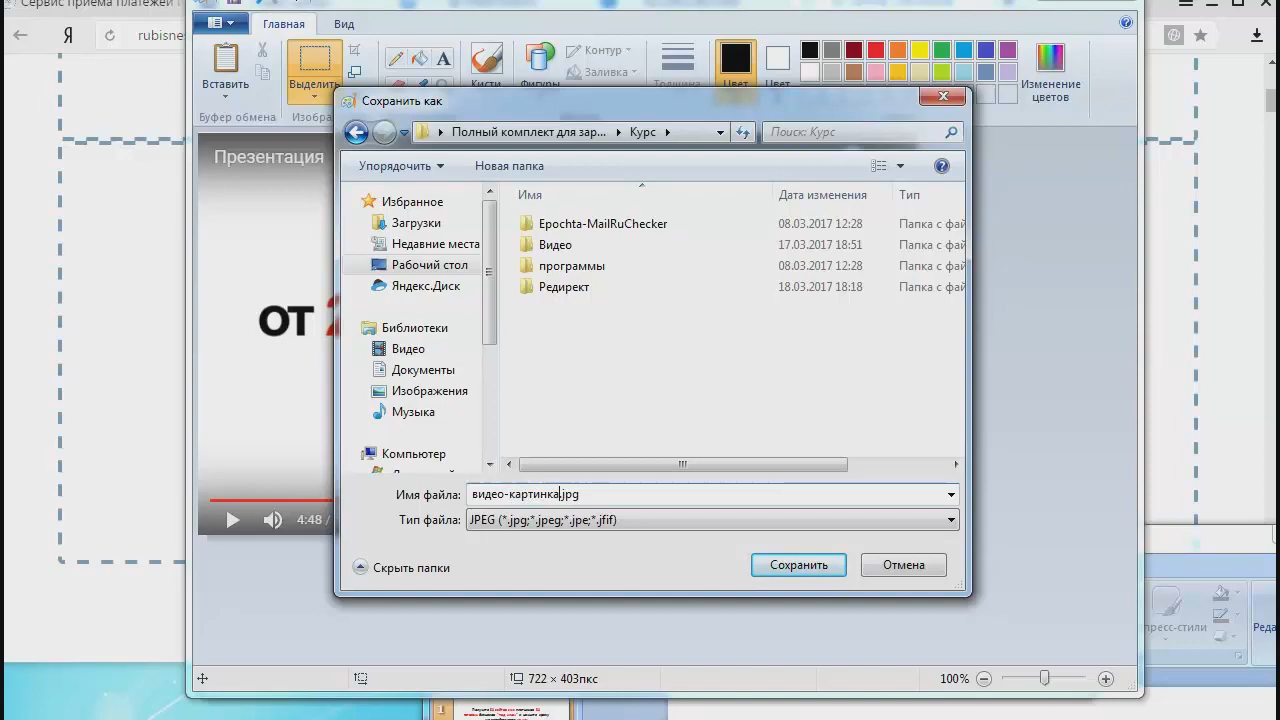 Сервис приема платежей
Я
rubisne
Главная
Вид
Вставить
Выделить
Кисти
Фигуры
Контур
Заливка
Толщина
Цвет
Цвет
Изменение
цветов
Буфер обмена
Изобра
Сохранить как
Полный комплект для зар...
Курс
Поиск: Курс
Упорядочить
Новая папка
Имя
Дата изменения
Тип
Избранное
Загрузки
Недавние места
Рабочий стол
Яндекс.Диск
Библиотеки
Видео
Документы
Изображения
Музыка
Компьютер
Epochta-MailRuChecker
08.03.2017 12:28
Папка с фай
Видео
17.03.2017 18:51
Папка с фай
программы
08.03.2017 12:28
Папка с фай
Редирект
18.03.2017 18:18
Папка с фай
Имя файла:
видео-картинка.jpg
Тип файла:
JPEG (*.jpg;*.jpeg;*.jpe;*.jfif)
Скрыть папки
Сохранить
Отмена
Презентация
от
4:48
722 × 403пкс
100%
пресс-стили
Реда
1